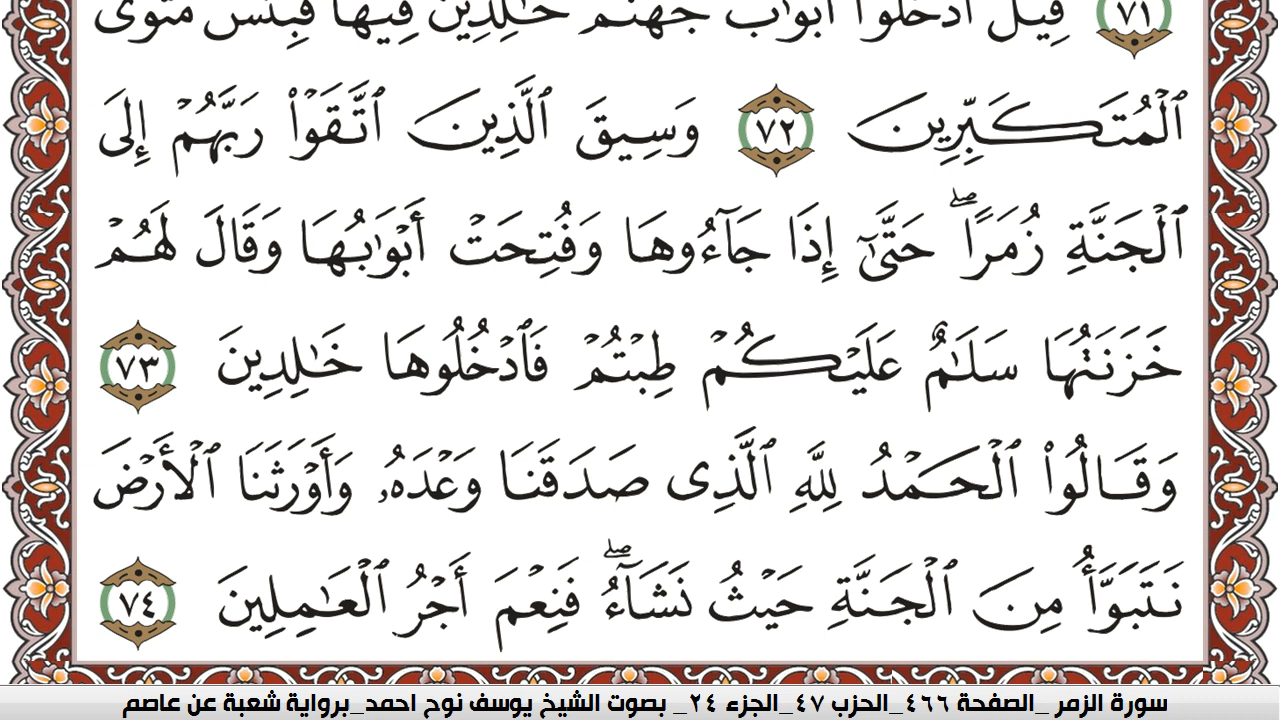 ٧١ قِيلَ ٱدْخُلُوٓا۟ أَبْوَٰبَ جَهَنَّمَ خَـٰلِدِينَ فِيهَا فَبِئْسَ مَثْوَى
ٱلْمُتَكَبِّرِينَ ٧٢ وَسِيقَ ٱلَّذِينَ ٱتَّقَوْا۟ رَبَّهُمْ إِلَى
ٱلْجَنَّةِ زُمَرًا ۖ حَتَّىٰٓ إِذَا جَآءُوهَا وَفُتِحَتْ أَبْوَٰبُهَا وَقَالَ لَهُمْ
خَزَنَتُهَا سَلَـٰمٌ عَلَيْكُمْ طِبْتُمْ فَٱدْخُلُوهَا خَـٰلِدِينَ ٧٣
وَقَالُوا۟ ٱلْحَمْدُ لِلَّهِ ٱلَّذِى صَدَقَنَا وَعْدَهُۥ وَأَوْرَثَنَا ٱلْأَرْضَ
نَتَبَوَّأُ مِنَ ٱلْجَنَّةِ حَيْثُ نَشَآءُ ۖ فَنِعْمَ أَجْرُ ٱلْعَـٰمِلِينَ ٧٤
سورة الزمر _الصفحة ٤٦٦_الحزب ٤٧_الجزء ٢٤_ بصوت الشيخ يوسف نوح احمد_برواية شعبة عن عاصم